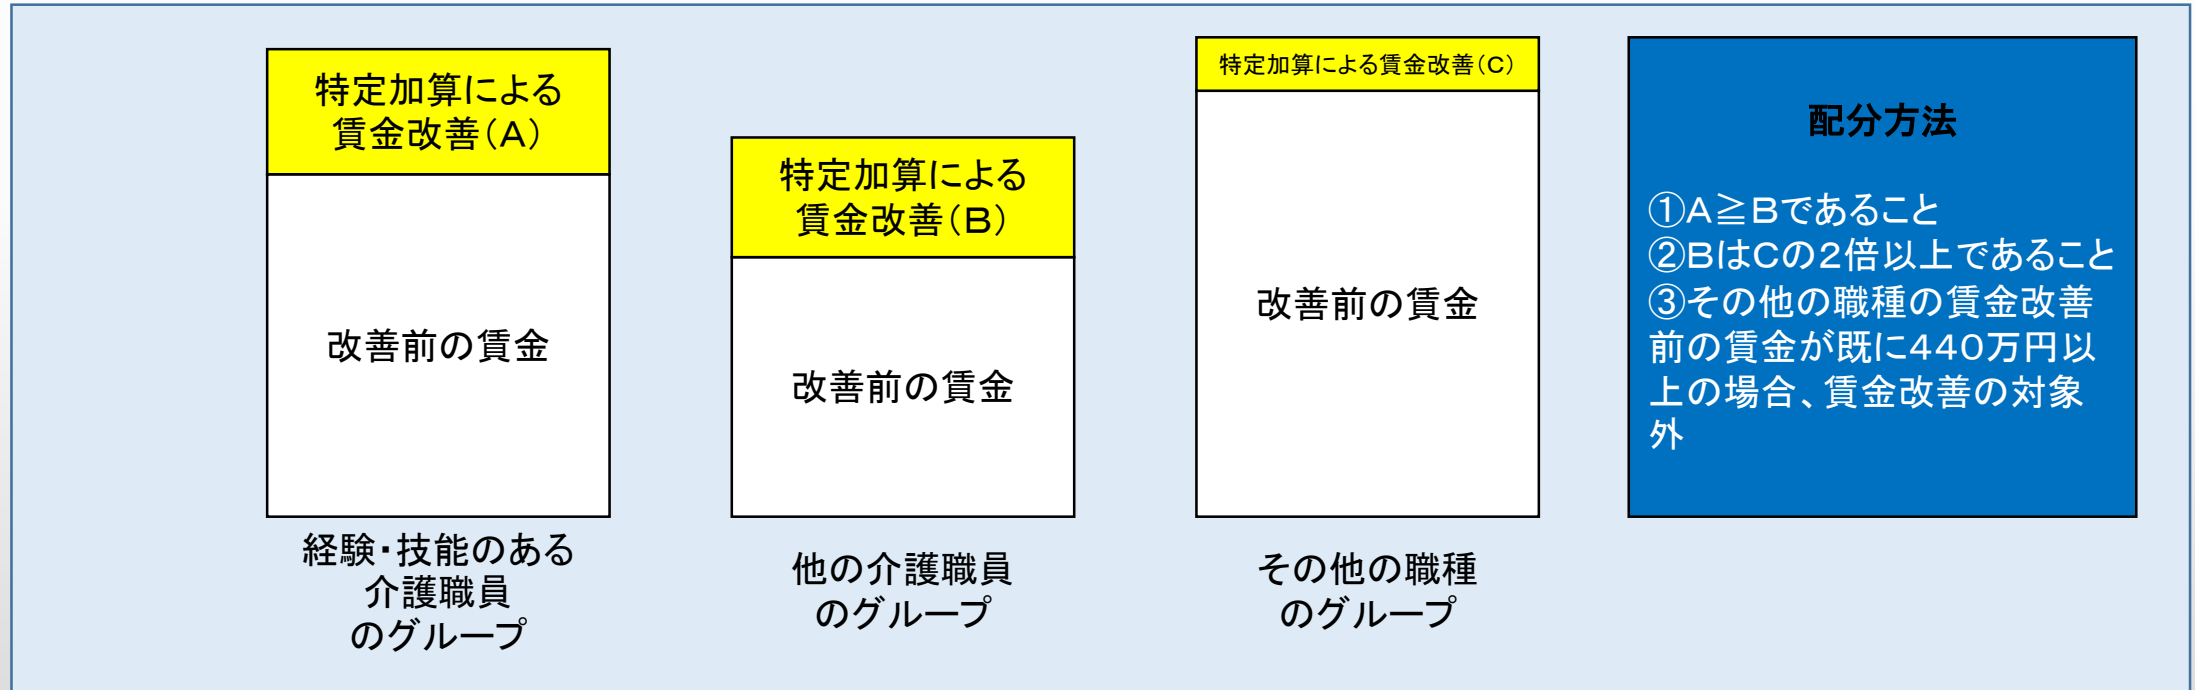 特定加算による
賃金改善(A)
改善前の賃金
経験・技能のある
介護職員
のグループ
特定加算による
賃金改善(B)
改善前の賃金
他の介護職員
のグループ
特定加算による賃金改善(C)
改善前の賃金
その他の職種
のグループ
配分方法
①A≧Bであること
②BはCの2倍以上であること
③その他の職種の賃金改善
前の賃金が既に440万円以
上の場合、賃金改善の対象
外